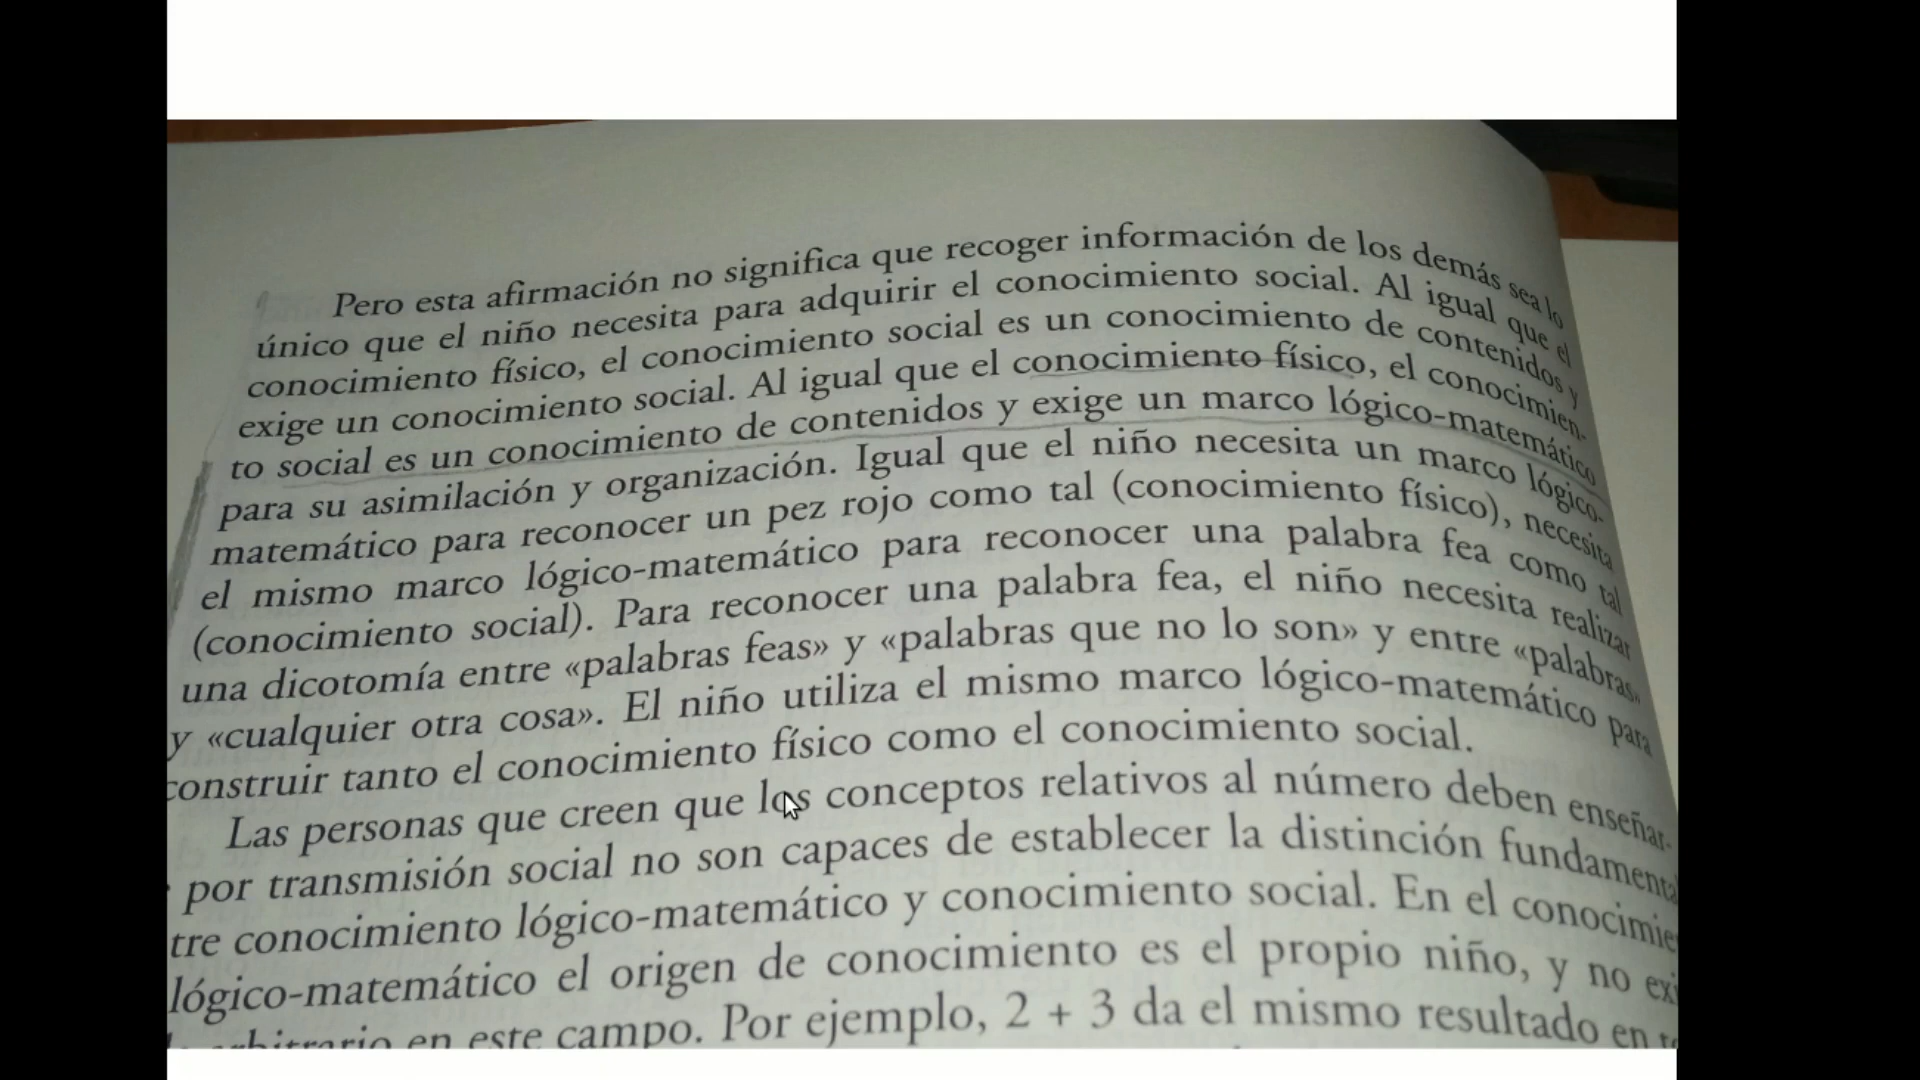 Pero esta afirmación no significa que recoger información de los demás sea lo
único que el niño necesita para adquirir el conocimiento social. Al igual que el
conocimiento físico, el conocimiento social es un conocimiento de contenidos y
exige un conocimiento social. Al igual que el conocimiento físico, el conocimien-
to social es un conocimiento de contenidos y exige un marco lógico-matemático
para su asimilación y organización. Igual que el niño necesita un marco lógico-
matemático para reconocer un pez rojo como tal (conocimiento físico), necesita
el mismo marco lógico-matemático para reconocer una palabra fea como tal
(conocimiento social). Para reconocer una palabra fea, el niño necesita realizar
una dicotomía entre «palabras feas» y «palabras que no lo son» y entre «palabras»
y «cualquier otra cosa». El niño utiliza el mismo marco lógico-matemático para
construir tanto el conocimiento físico como el conocimiento social.
Las personas que creen que los conceptos relativos al número deben enseñar-
por transmisión social no son capaces de establecer la distinción fundamenta
tre conocimiento lógico-matemático y conocimiento social. En el conocimie
lógico-matemático el origen de conocimiento es el propio niño, y no exi
arbitrario en este campo. Por ejemplo, 2 + 3 da el mismo resultado en